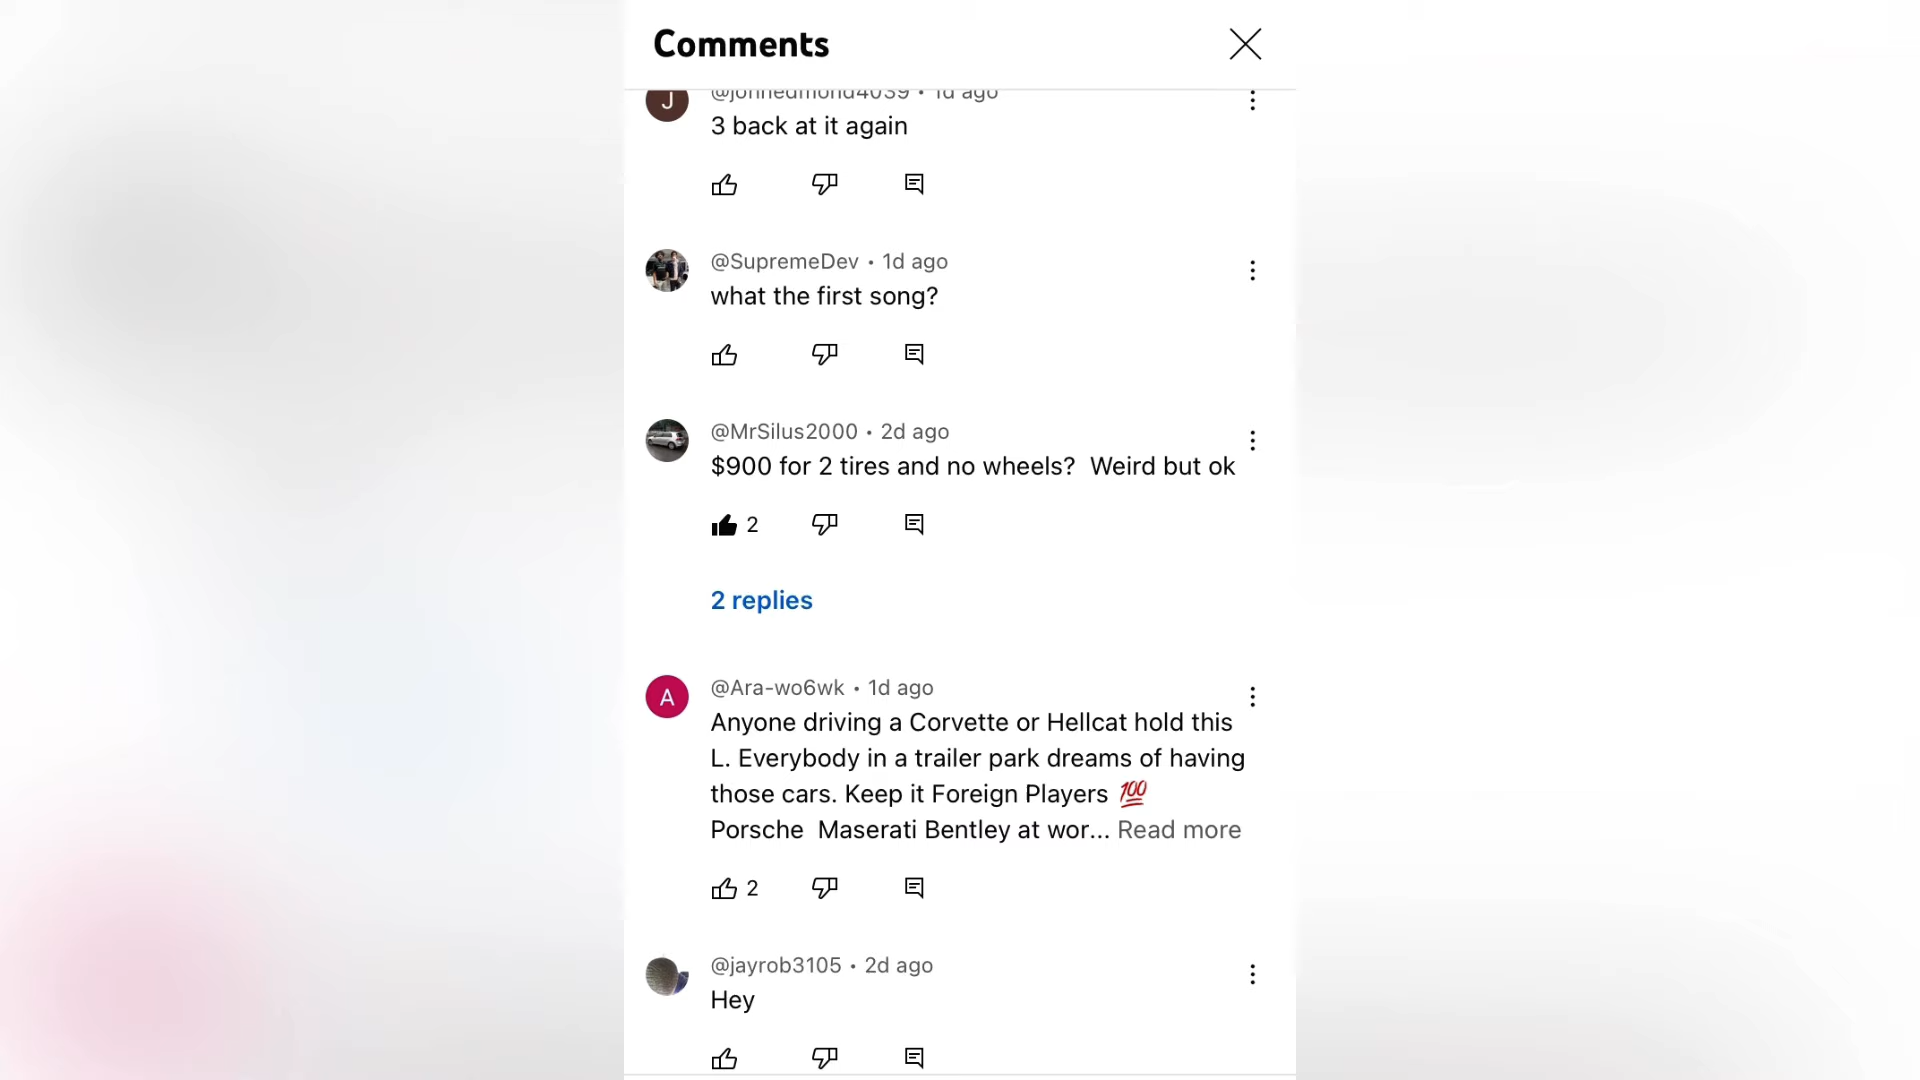 Comments
@johnedmond4039 • 1d ago
J
3 back at it again
@SupremeDev • 1d ago
what the first song?
@MrSilus2000 • 2d ago
$900 for 2 tires and no wheels?  Weird but ok
2
2 replies
@Ara-wo6wk • 1d ago
A
Anyone driving a Corvette or Hellcat hold this
L. Everybody in a trailer park dreams of having
those cars. Keep it Foreign Players 💯
Porsche  Maserati Bentley at wor... Read more
2
@jayrob3105 • 2d ago
Hey